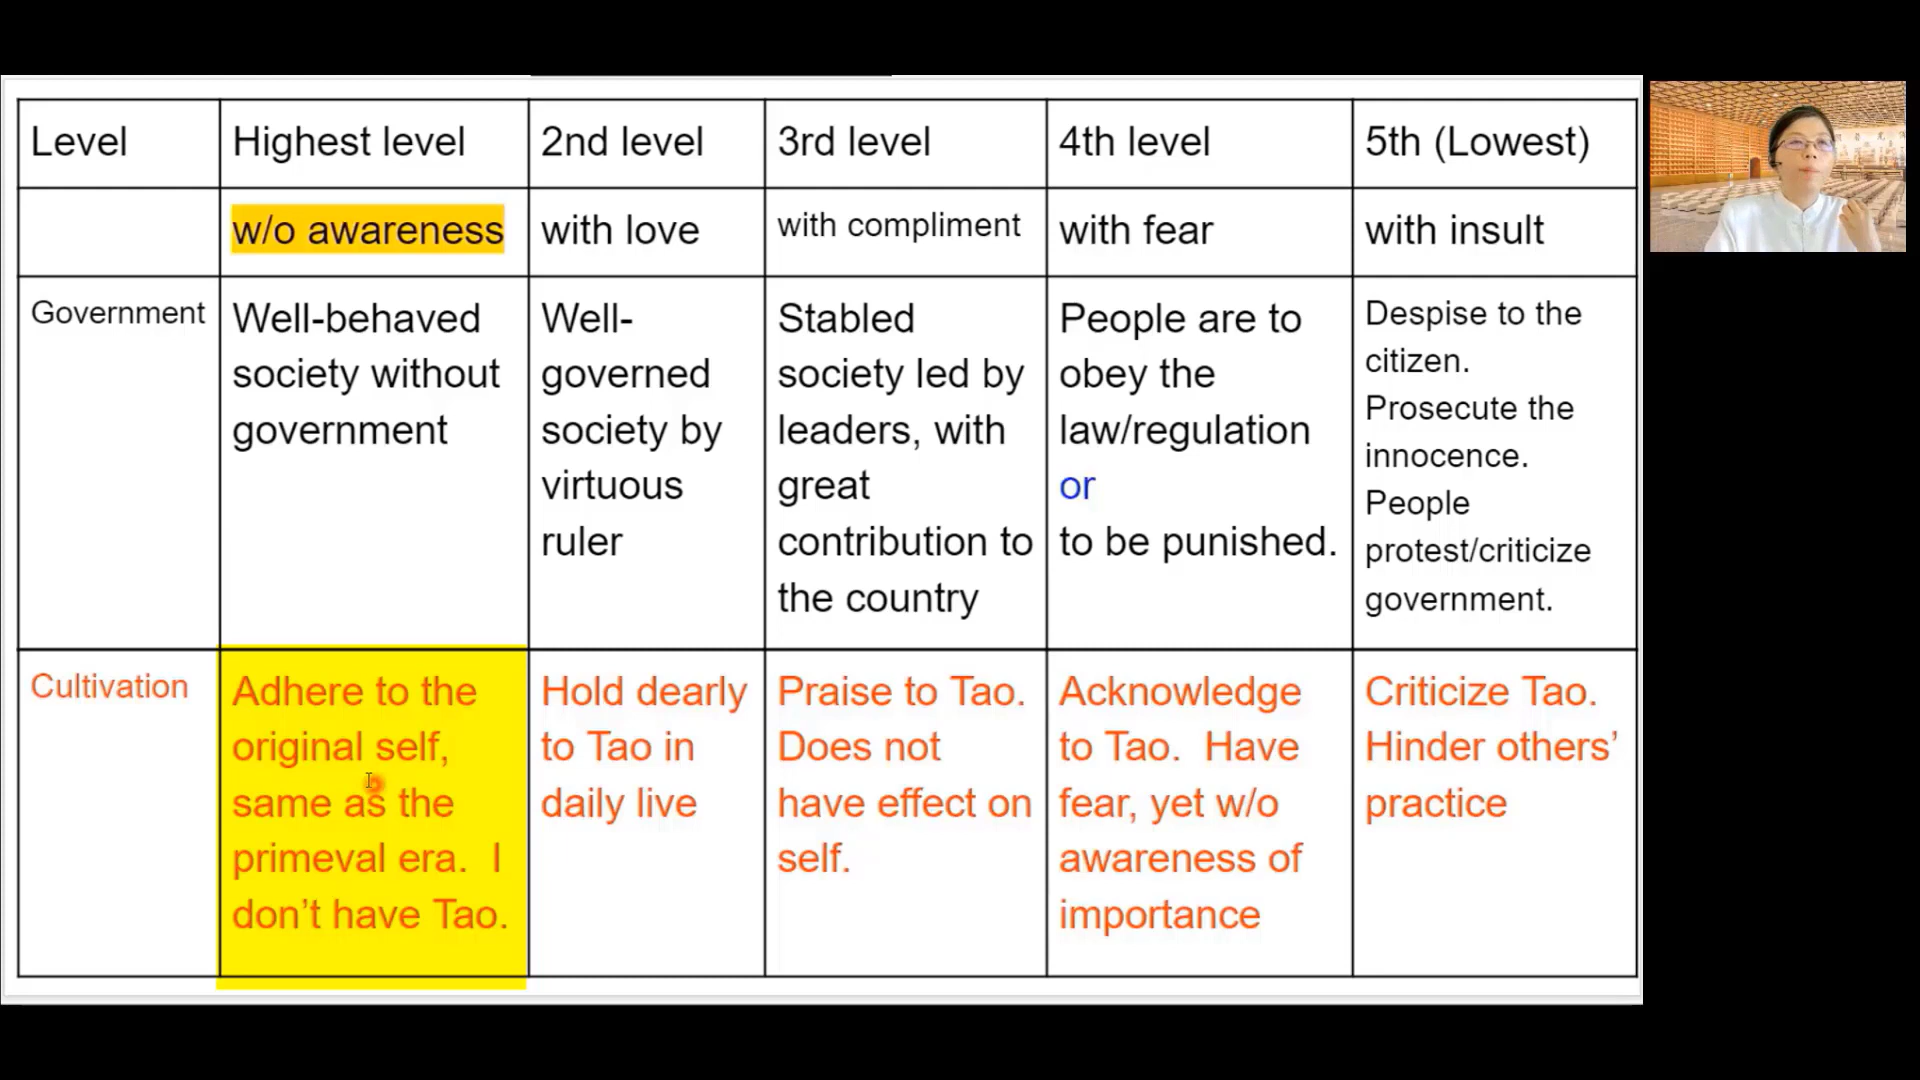 Level
Highest level
2nd level
3rd level
4th level
5th (Lowest)
w/o awareness
with love
with compliment
with fear
with insult
Government
Well-behaved
society without
government
Well-
governed
society by
virtuous
ruler
Stabled
society led by
leaders, with
great
contribution to
the country
People are to
obey the
law/regulation
or
to be punished.
Despise to the
citizen.
Prosecute the
innocence.
People
protest/criticize
government.
Cultivation
Adhere to the
original self,
same as the
primeval era.  I
don’t have Tao.
Hold dearly
to Tao in
daily live
Praise to Tao.
Does not
have effect on
self.
Acknowledge
to Tao.  Have
fear, yet w/o
awareness of
importance
Criticize Tao.
Hinder others’
practice